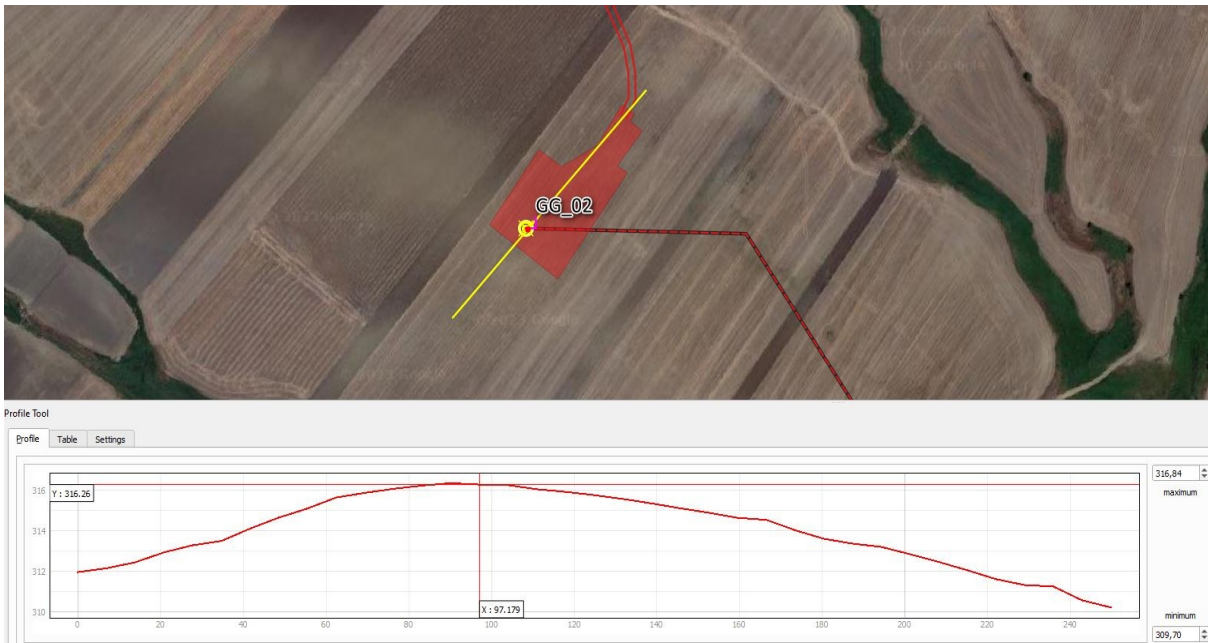 GG_02
Profile Tool
Profile Table Settings
316,84
maximum
316
Y : 316.26
314
312
310
X : 97.179
0 20 40 60 80 100 120 140 160 180 200 220 240
minimum
309,70